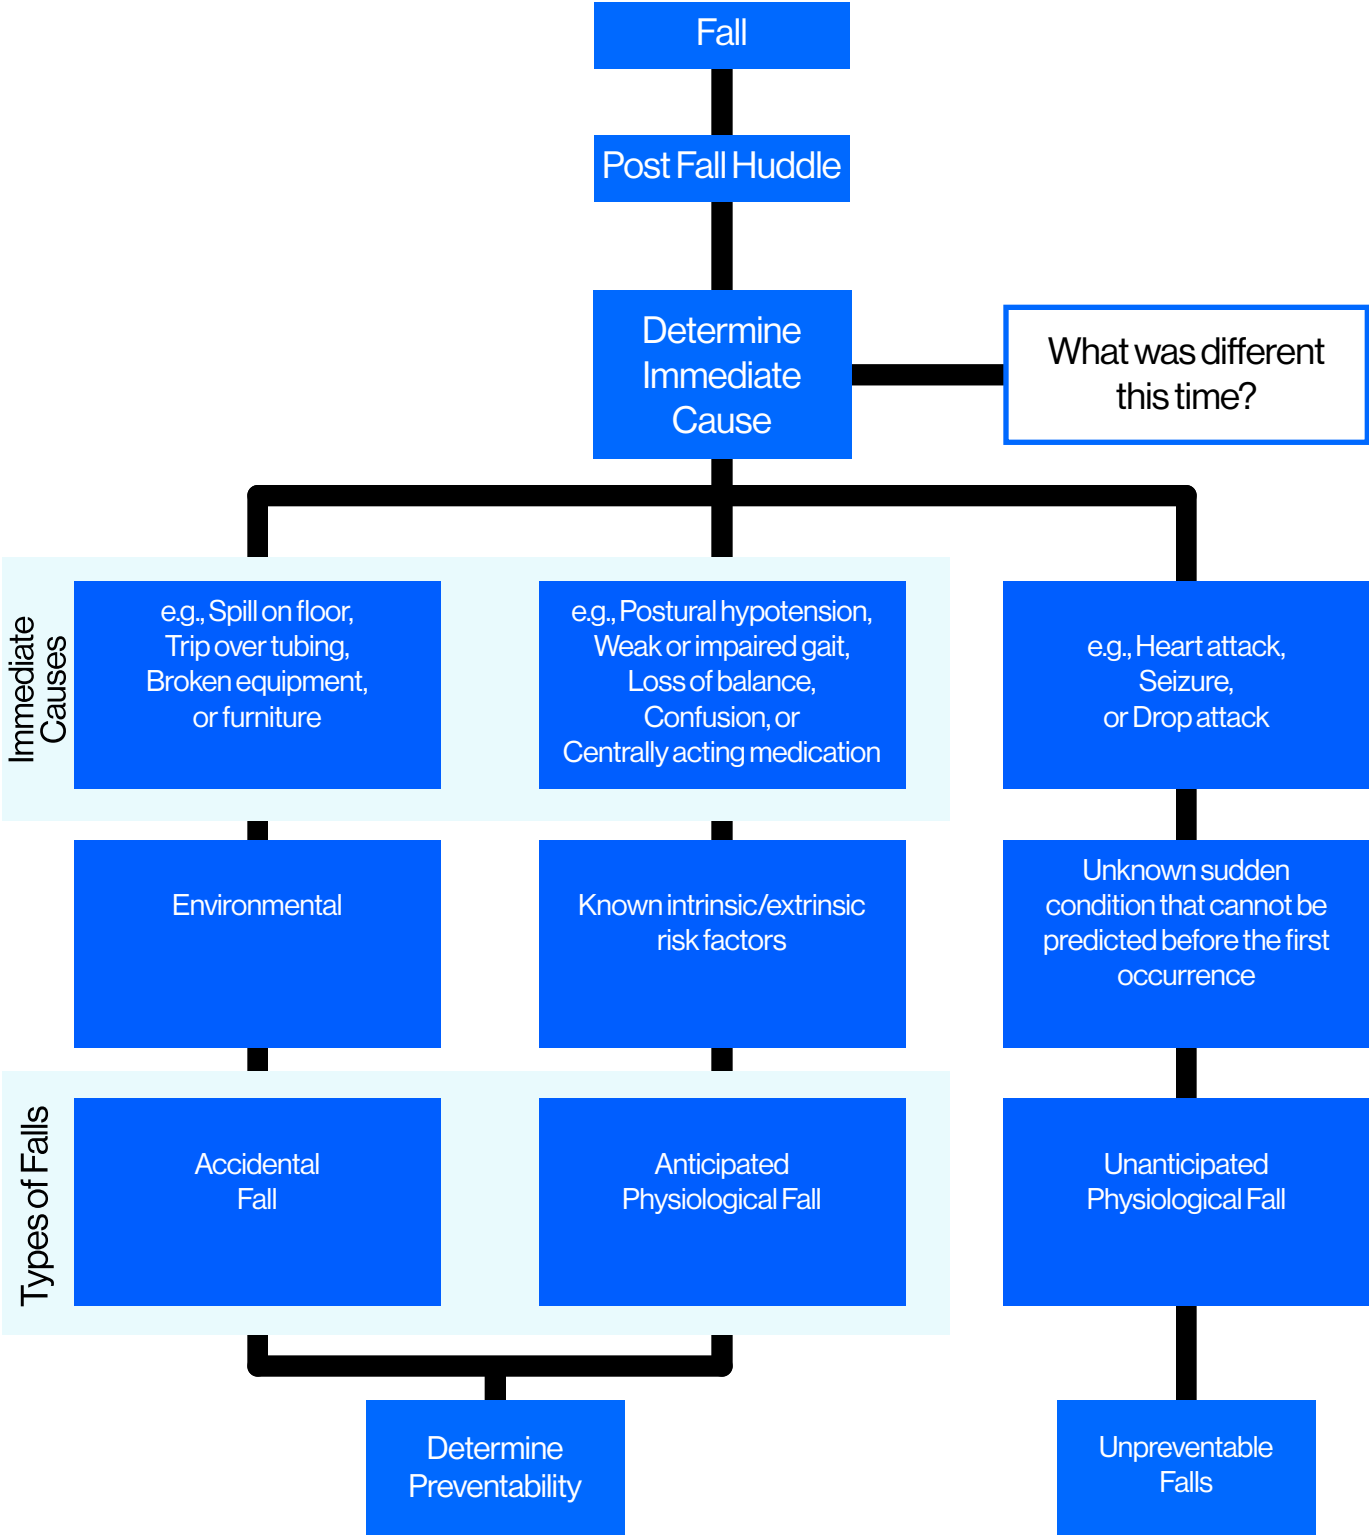 Fall
Post Fall Huddle
Determine
Immediate
Cause
What was different
this time?
Immediate
Causes
e.g., Spill on floor,
Trip over tubing,
Broken equipment,
or furniture
e.g., Postural hypotension,
Weak or impaired gait,
Loss of balance,
Confusion, or
Centrally acting medication
e.g., Heart attack,
Seizure,
or Drop attack
Environmental
Known intrinsic/extrinsic
risk factors
Unknown sudden
condition that cannot be
predicted before the first
occurrence
Types of Falls
Accidental
Fall
Anticipated
Physiological Fall
Unanticipated
Physiological Fall
Determine
Preventability
Unpreventable
Falls